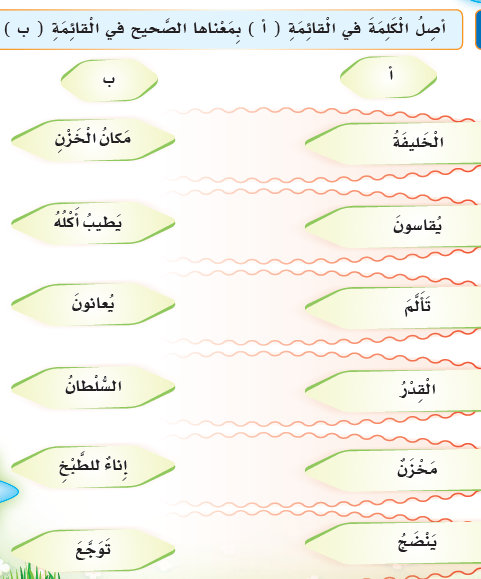 أَصِلُ الْكَلِمَةَ في الْقائِمَةِ ( أ ) بِمَعْناها الصَّحيح في الْقائِمَةِ ( ب )
أ ب
الْخَليفَةُ مَكانُ الْخَزْنِ
يُقاسونَ يَطيبُ أَكْلُهُ
تَأَلَّمَ يُعانونَ
الْقِدْرُ السُّلْطانُ
مَخْزَنٌ إِناءٌ للطَّبْخِ
يَنْضَجُ تَوَجَّعَ